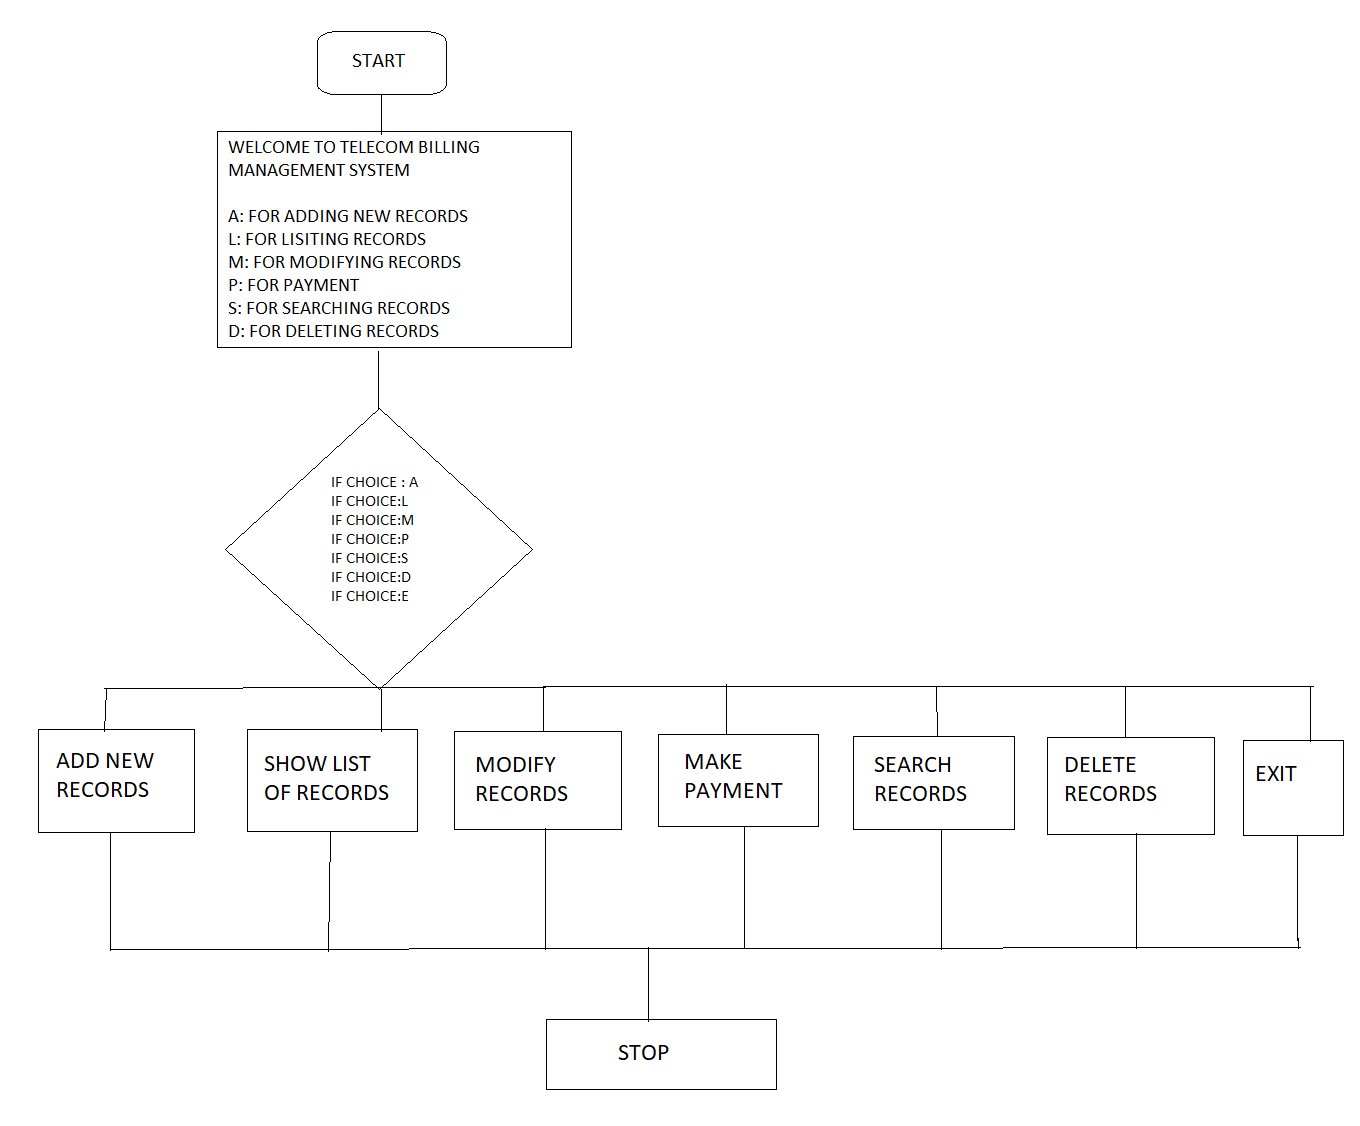 START
WELCOME TO TELECOM BILLING
MANAGEMENT SYSTEM
A: FOR ADDING NEW RECORDS
L: FOR LISITING RECORDS
M: FOR MODIFYING RECORDS
P: FOR PAYMENT
S: FOR SEARCHING RECORDS
D: FOR DELETING RECORDS
IF CHOICE : A
IF CHOICE:L
IF CHOICE:M
IF CHOICE:P
IF CHOICE:S
IF CHOICE:D
IF CHOICE:E
ADD NEW
RECORDS
SHOW LIST
OF RECORDS
MODIFY
RECORDS
MAKE
PAYMENT
SEARCH
RECORDS
DELETE
RECORDS
EXIT
STOP